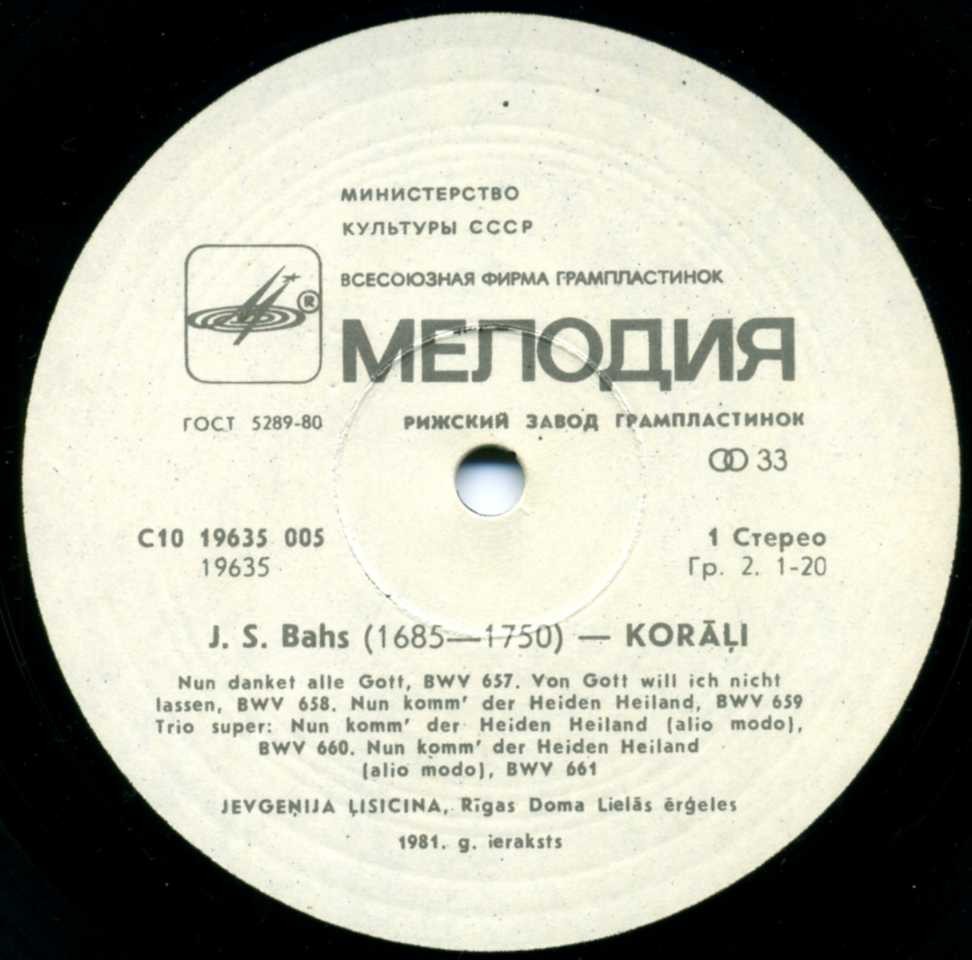 МИНИСТЕРСТВО
КУЛЬТУРЫ СССР
ВСЕСОЮЗНАЯ ФИРМА ГРАМПЛАСТИНОК
®
МЕЛОДИЯ
ГОСТ 5289-80
РИЖСКИЙ ЗАВОД ГРАМПЛАСТИНОК
33
С10 19635 005
19635
1 Стерео
Гр. 2. 1-20
J. S. Bahs (1685—1750) — KORĀĻI
Nun danket alle Gott, BWV 657. Von Gott will ich nicht
lassen, BWV 658. Nun komm' der Heiden Heiland, BWV 659
Trio super: Nun komm' der Heiden Heiland (alio modo),
BWV 660. Nun komm' der Heiden Heiland
(alio modo), BWV 661
JEVGEŅIJA ĻISICINA, Rīgas Doma Lielās ērģeles
1981. g. ieraksts